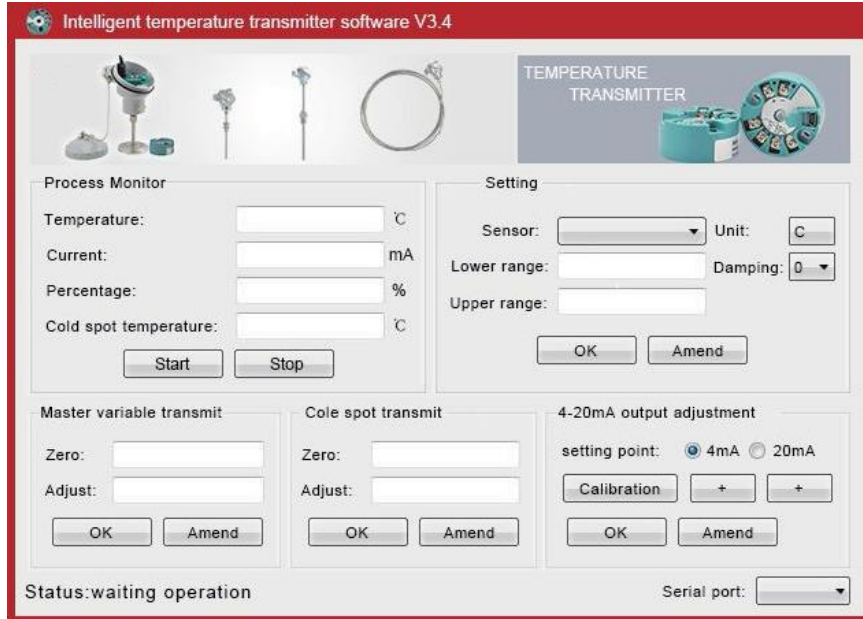 Intelligent temperature transmitter software V3.4
TEMPERATURE
TRANSMITTER
Process Monitor
Temperature: ℃
Current: mA
Percentage: %
Cold spot temperature: ℃
Start Stop
Setting
Sensor: Unit: C
Lower range: Damping: 0
Upper range:
OK Amend
Master variable transmit
Zero:
Adjust:
OK Amend
Cole spot transmit
Zero:
Adjust:
OK Amend
4-20mA output adjustment
setting point: 4mA 20mA
Calibration + +
OK Amend
Status:waiting operation
Serial port: